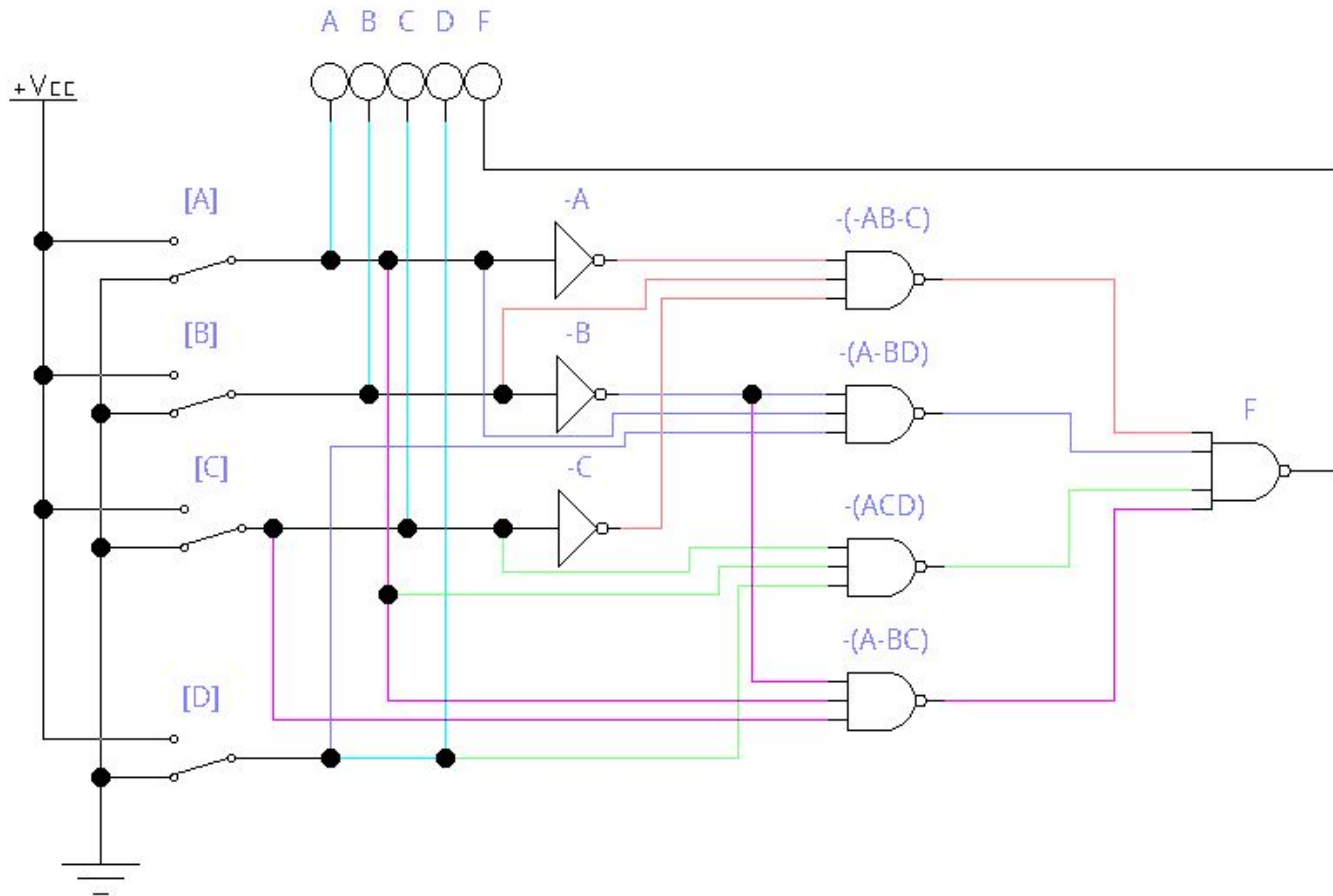 A B C D F
+Vcc
[A]
-A
-(-AB-C)
[B]
-B
-(A-BD)
F
[C]
-C
-(ACD)
-(A-BC)
[D]